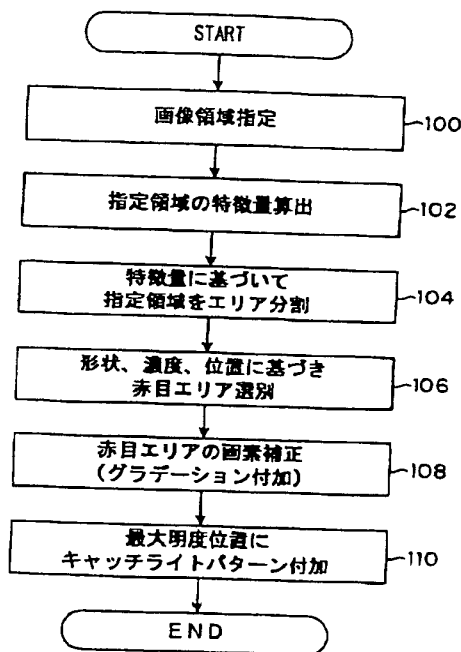 START
画像領域指定
100
指定領域の特徴量算出
102
特徴量に基づいて
指定領域をエリア分割
104
形状、濃度、位置に基づき
赤目エリア選別
106
赤目エリアの画素補正
(グラデーション付加)
108
最大明度位置に
キャッチライトパターン付加
110
END